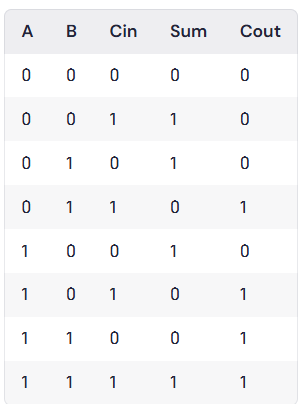 A B Cin Sum Cout
0 0 0 0 0
0 0 1 1 0
0 1 0 1 0
0 1 1 0 1
1 0 0 1 0
1 0 1 0 1
1 1 0 0 1
1 1 1 1 1